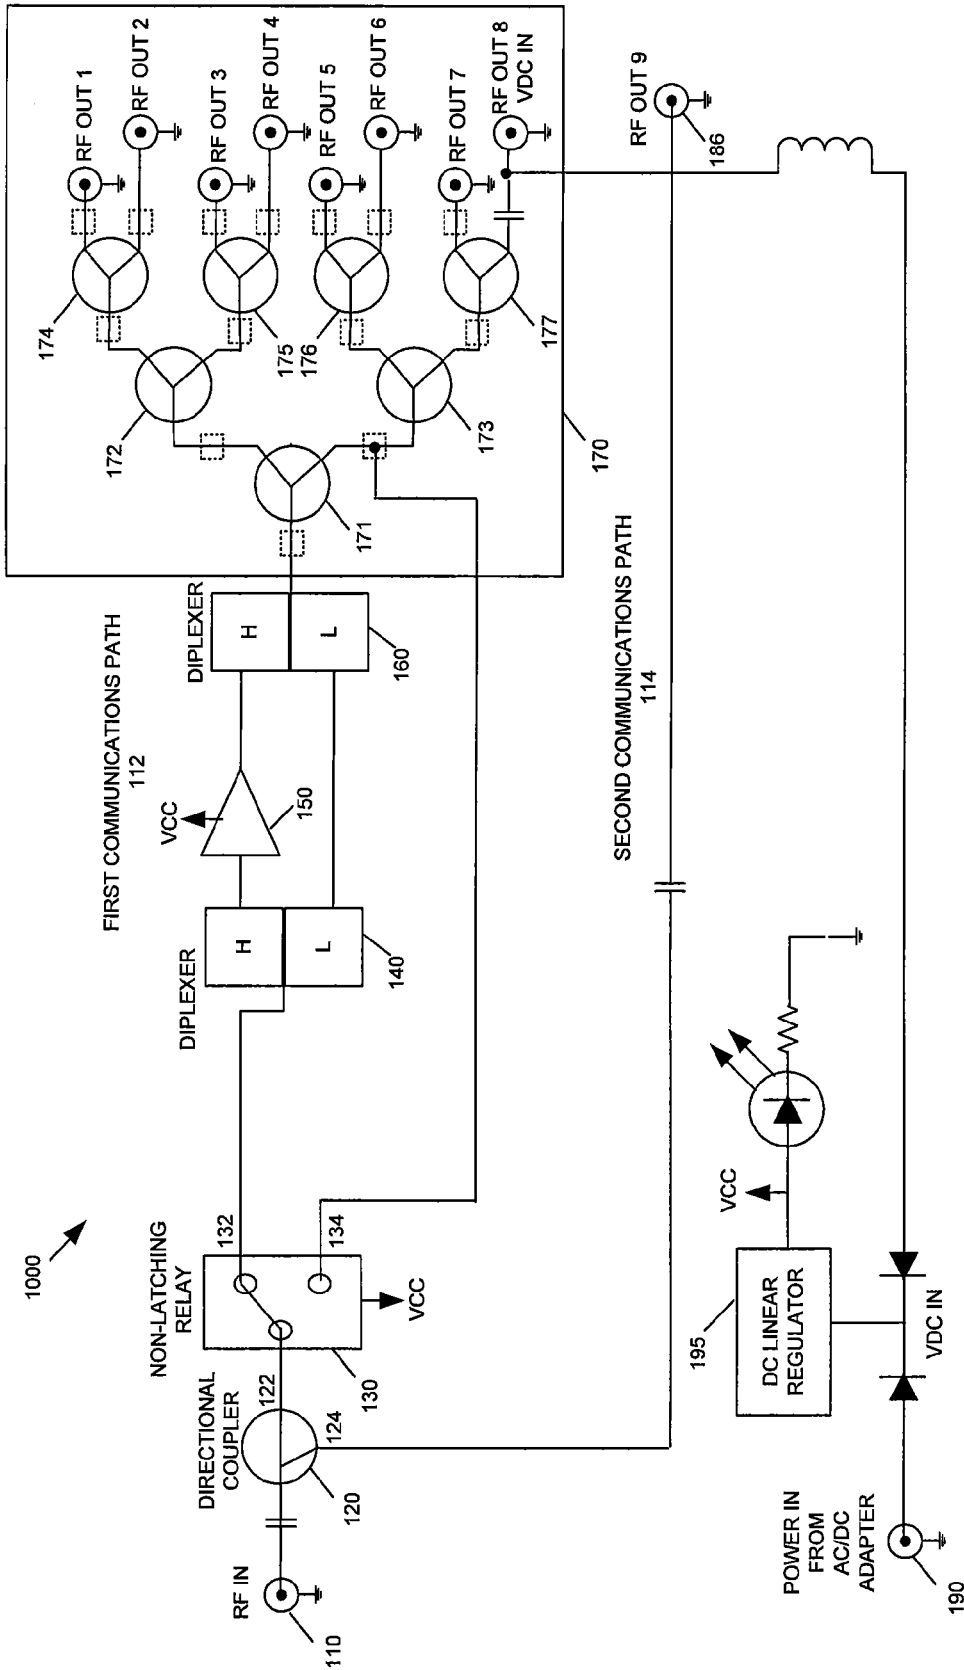 1000
RF IN
110
DIRECTIONAL
COUPLER
120
122
124
NON-LATCHING
RELAY
130
132
134
VCC
FIRST COMMUNICATIONS PATH
112
DIPLEXER
H
L
140
VCC
150
DIPLEXER
H
L
160
170
171
172
173
174
175
176
177
RF OUT 1
RF OUT 2
RF OUT 3
RF OUT 4
RF OUT 5
RF OUT 6
RF OUT 7
RF OUT 8
VDC IN
RF OUT 9
186
SECOND COMMUNICATIONS PATH
114
POWER IN
FROM
AC/DC
ADAPTER
190
VDC IN
195
DC LINEAR
REGULATOR
VCC